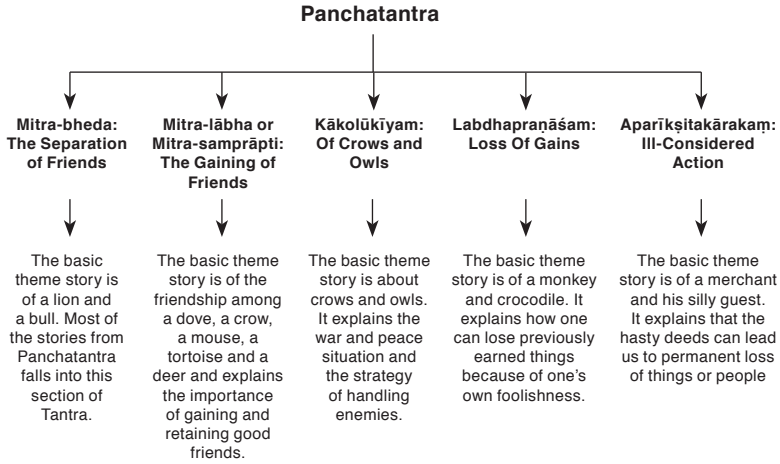 Panchatantra
Mitra-bheda:
The Separation
of Friends
Mitra-lābha or
Mitra-samprāpti:
The Gaining of
Friends
Kākolūkīyam:
Of Crows and
Owls
Labdhapraṇāśam:
Loss Of Gains
Aparīkṣitakārakaṃ:
Ill-Considered
Action
The basic
theme story is
of a lion and
a bull. Most of
the stories from
Panchatantra
falls into this
section of
Tantra.
The basic theme
story is of the
friendship among
a dove, a crow,
a mouse, a
tortoise and a
deer and explains
the importance
of gaining and
retaining good
friends.
The basic theme
story is about
crows and owls.
It explains the
war and peace
situation and
the strategy
of handling
enemies.
The basic theme
story is of a monkey
and crocodile. It
explains how one
can lose previously
earned things
because of one's
own foolishness.
The basic theme
story is of a merchant
and his silly guest.
It explains that the
hasty deeds can lead
us to permanent loss
of things or people